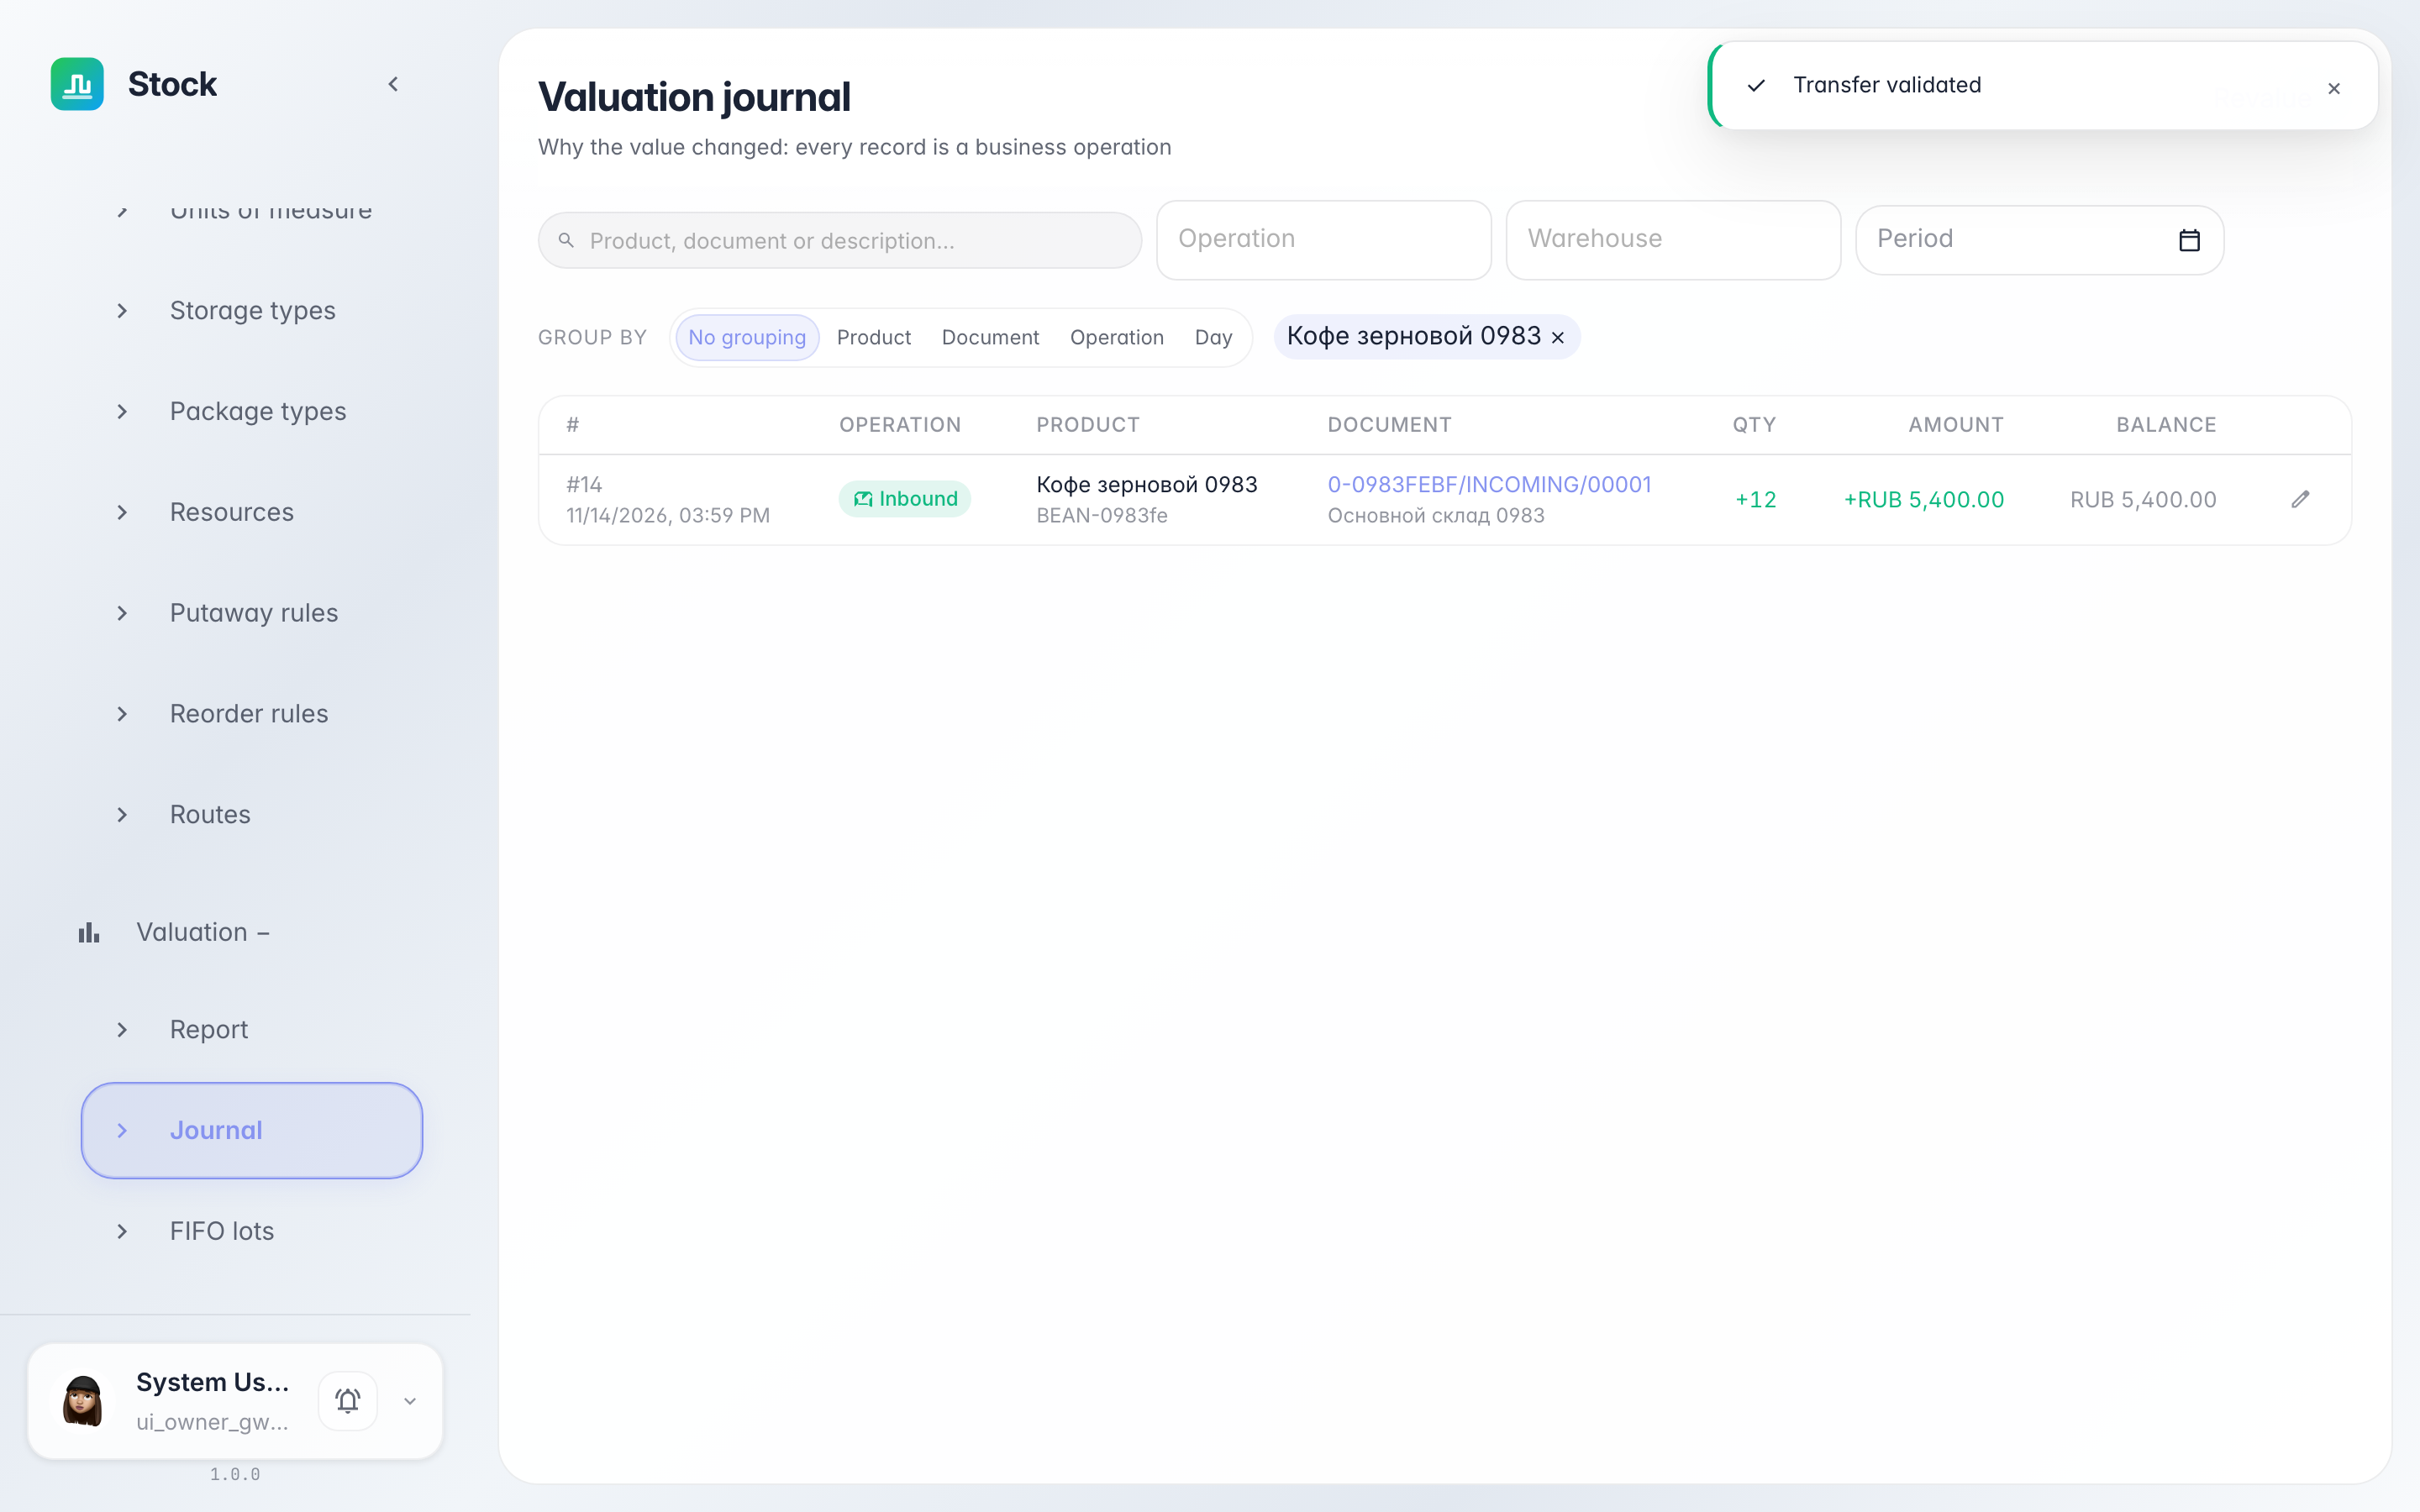 Stock
Units of measure
Storage types
Package types
Resources
Putaway rules
Reorder rules
Routes
Valuation –
Report
Journal
FIFO lots
System Us...
ui_owner_gw...
1.0.0
Valuation journal
Why the value changed: every record is a business operation
Transfer validated
Product, document or description...
Operation
Warehouse
Period
GROUP BY
No grouping
Product
Document
Operation
Day
Кофе зерновой 0983
# OPERATION PRODUCT DOCUMENT QTY AMOUNT BALANCE
#14 Inbound Кофе зерновой 0983 0-0983FEBF/INCOMING/00001 +12 +RUB 5,400.00 RUB 5,400.00
11/14/2026, 03:59 PM BEAN-0983fe Основной склад 0983